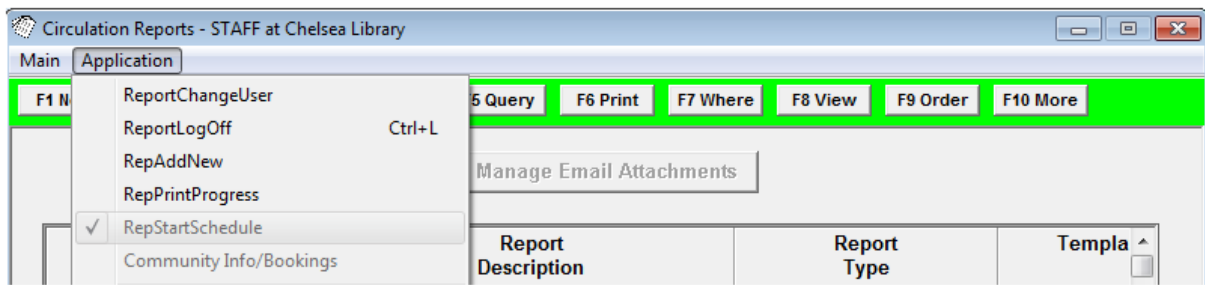 Circulation Reports - STAFF at Chelsea Library
Main Application
F1 N 5 Query F6 Print F7 Where F8 View F9 Order F10 More
ReportChangeUser
ReportLogOff Ctrl+L
RepAddNew
RepPrintProgress
RepStartSchedule
Community Info/Bookings
Manage Email Attachments
Report Description
Report Type
Templa